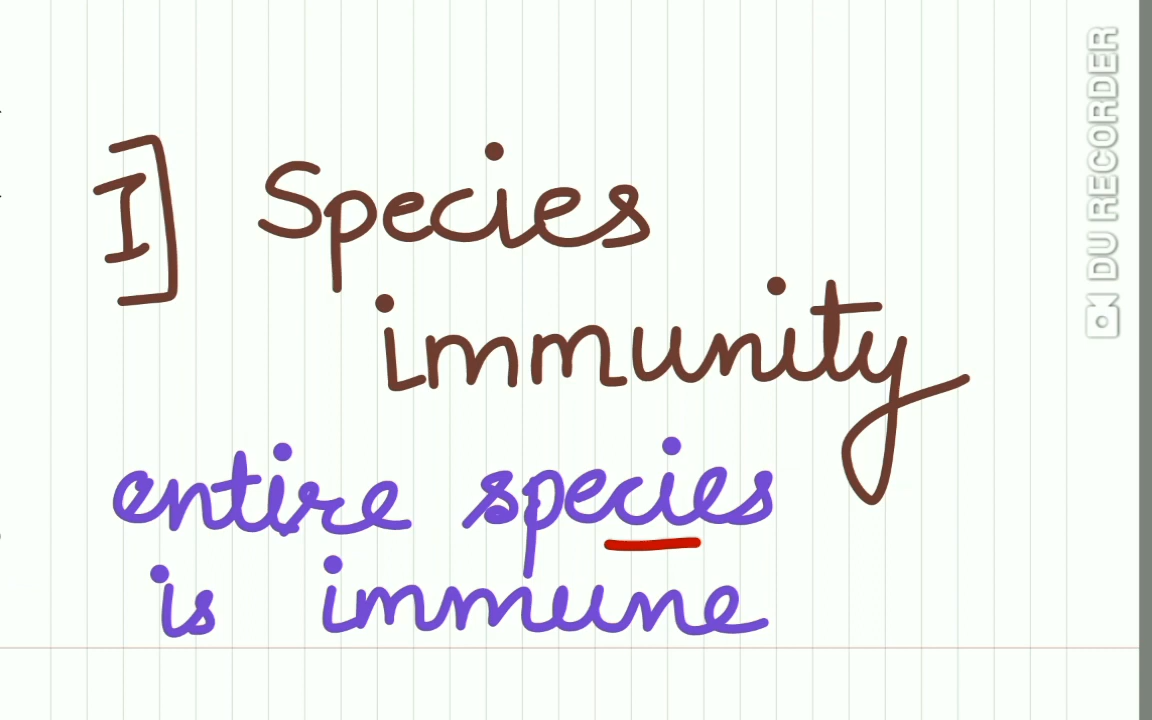 I] Species
immunity
entire species
is immune
DU RECORDER